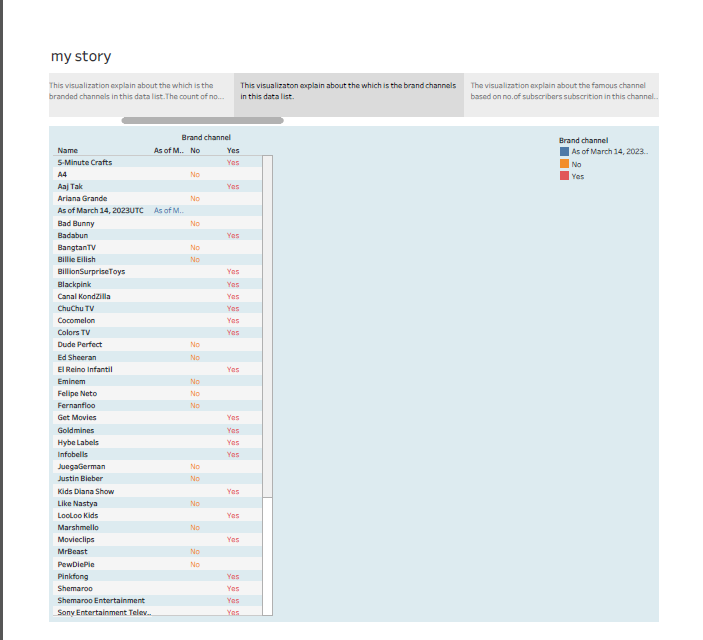 my story
This visualization explain about the which is the
branded channels in this data list.The count of no...
This visualizaton explain about the which is the brand channels
in this data list.
The visualization explain about the famous channel
based on no.of subscribers subscrition in this channel..
Brand channel
Name As of M.. No Yes
5-Minute Crafts Yes
A4 No
Aaj Tak Yes
Ariana Grande No
As of March 14, 2023UTC As of M..
Bad Bunny No
Badabun Yes
BangtanTV No
Billie Eilish No
BillionSurpriseToys Yes
Blackpink Yes
Canal KondZilla Yes
ChuChu TV Yes
Cocomelon Yes
Colors TV Yes
Dude Perfect No
Ed Sheeran No
El Reino Infantil Yes
Eminem No
Felipe Neto No
Fernanfloo No
Get Movies Yes
Goldmines Yes
Hybe Labels Yes
Infobells Yes
JuegaGerman No
Justin Bieber No
Kids Diana Show Yes
Like Nastya No
LooLoo Kids Yes
Marshmello No
Movieclips Yes
MrBeast No
PewDiePie No
Pinkfong Yes
Shemaroo Yes
Shemaroo Entertainment Yes
Sony Entertainment Telev.. Yes
Brand channel
As of March 14, 2023..
No
Yes